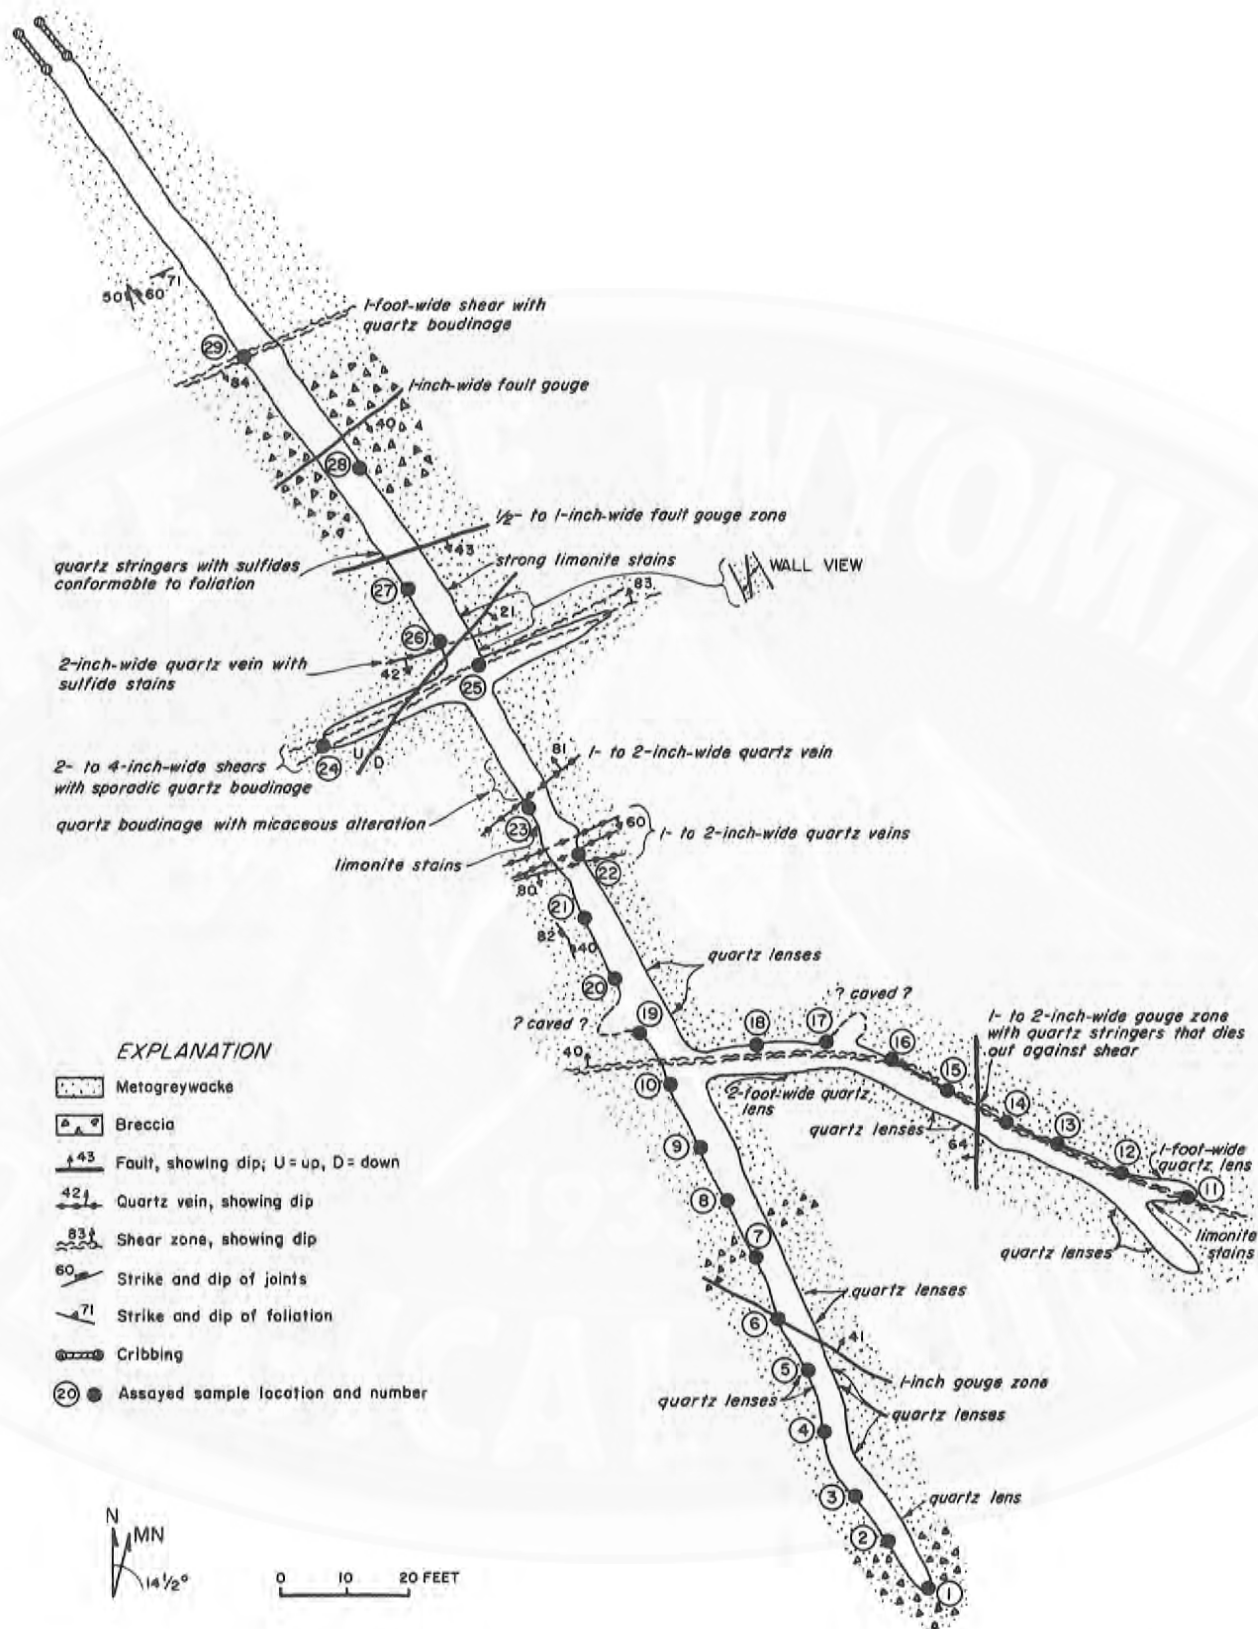 71
50
60
1-foot-wide shear with
quartz boudinage
29
84
1-inch-wide fault gouge
40
28
1/2- to 1-inch-wide fault gouge zone
43
quartz stringers with sulfides
conformable to foliation
strong limonite stains
WALL VIEW
83
27
21
26
2-inch-wide quartz vein with
sulfide stains
42
25
U
D
24
2- to 4-inch-wide shears
with sporadic quartz boudinage
81
1- to 2-inch-wide quartz vein
quartz boudinage with micaceous alteration
23
60
1- to 2-inch-wide quartz veins
limonite stains
22
80
21
82
40
quartz lenses
20
? caved ?
19
18
17
? caved ?
16
1- to 2-inch-wide gouge zone
with quartz stringers that dies
out against shear
40
10
15
2-foot-wide quartz
lens
14
13
quartz lenses
64
12
1-foot-wide
quartz lens
11
9
8
limonite
stains
quartz lenses
7
quartz lenses
6
41
5
1-inch gouge zone
quartz lenses
quartz lenses
4
3
quartz lens
2
1
EXPLANATION
Metagreywacke
Breccia
43 Fault, showing dip; U = up, D = down
42 Quartz vein, showing dip
83 Shear zone, showing dip
60 Strike and dip of joints
71 Strike and dip of foliation
Cribbing
20 Assayed sample location and number
N
MN
14 1/2°
0 10 20 FEET